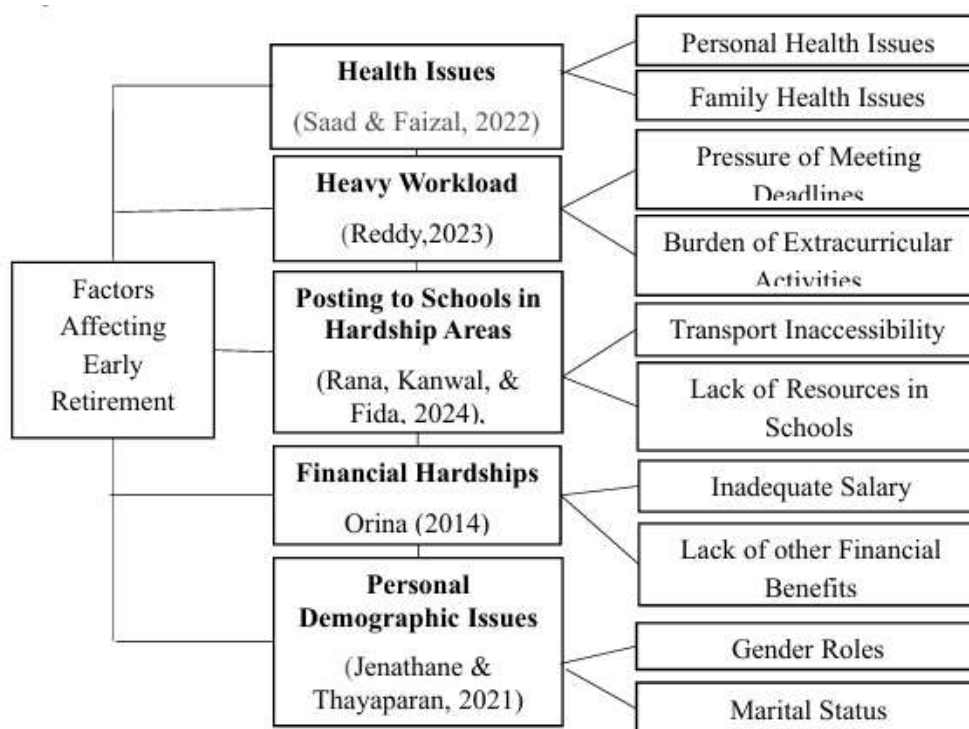 Factors
Affecting
Early
Retirement
Health Issues
(Saad & Faizal, 2022)
Personal Health Issues
Family Health Issues
Heavy Workload
(Reddy,2023)
Pressure of Meeting
Deadlines
Burden of Extracurricular
Activities
Posting to Schools in
Hardship Areas
(Rana, Kanwal, &
Fida, 2024),
Transport Inaccessibility
Lack of Resources in
Schools
Financial Hardships
Orina (2014)
Inadequate Salary
Lack of other Financial
Benefits
Personal
Demographic Issues
(Jenathane &
Thayaparan, 2021)
Gender Roles
Marital Status